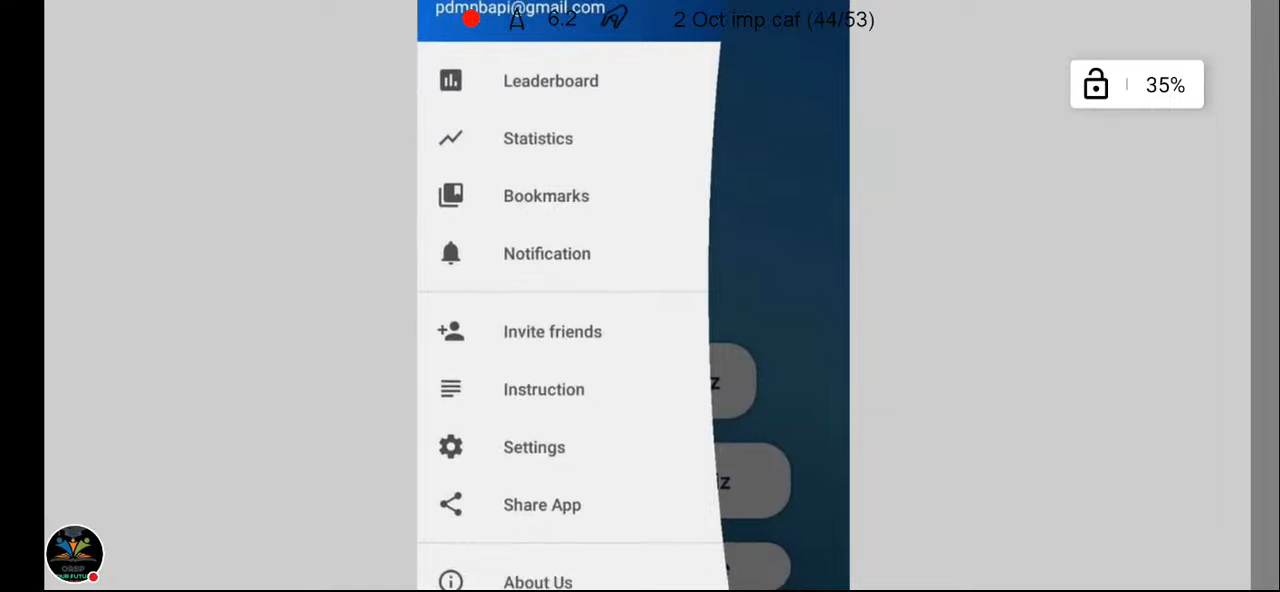 pdmnbapi@gmail.com
6.2
2 Oct imp caf (44/53)
35%
Leaderboard
Statistics
Bookmarks
Notification
Invite friends
Instruction
Settings
Share App
About Us
z
iz